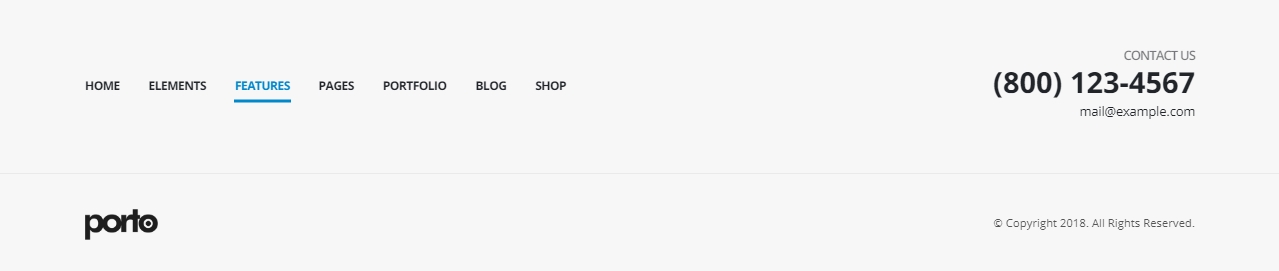 CONTACT US
HOME ELEMENTS FEATURES PAGES PORTFOLIO BLOG SHOP
(800) 123-4567
mail@example.com
porto
© Copyright 2018. All Rights Reserved.